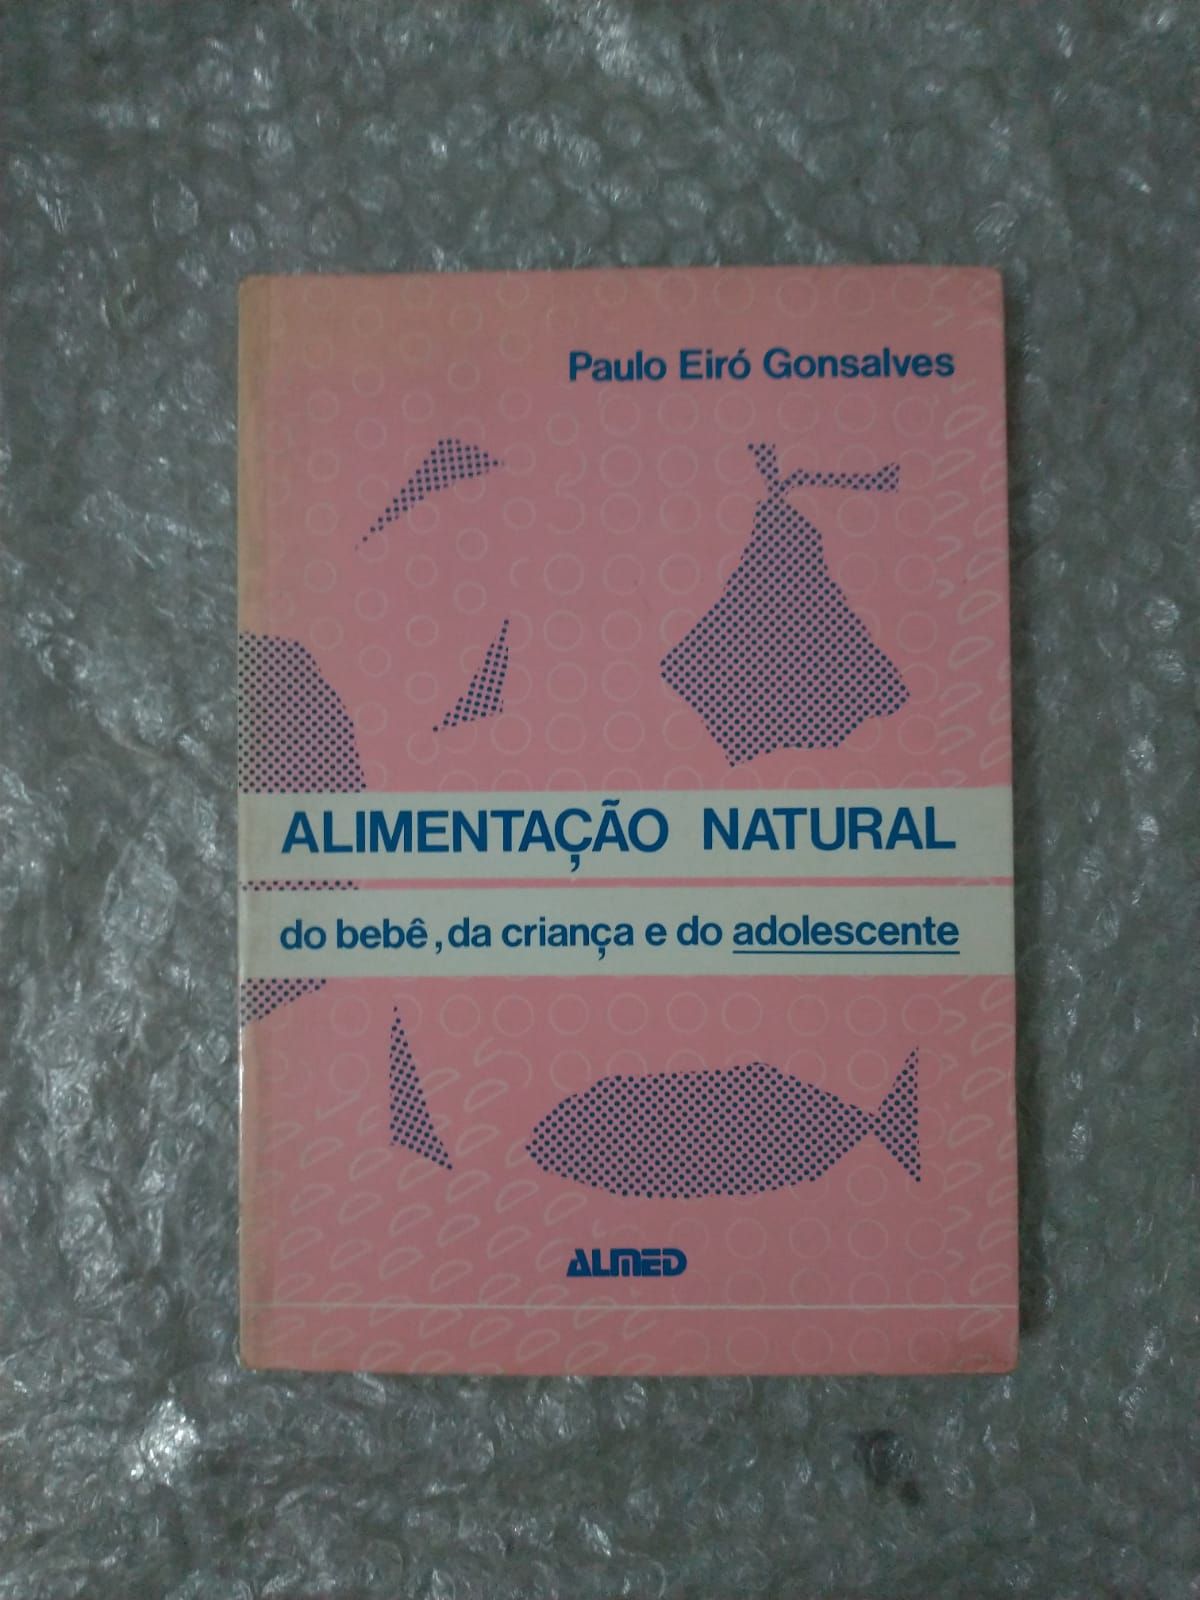 Paulo Eiró Gonsalves
ALIMENTAÇÃO NATURAL
do bebê, da criança e do adolescente
ALMED